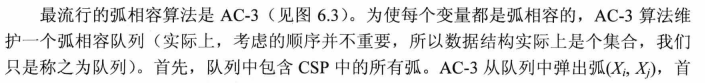 最流行的弧相容算法是 AC-3（见图 6.3）。为使每个变量都是弧相容的，AC-3 算法维
护一个弧相容队列（实际上，考虑的顺序并不重要，所以数据结构实际上是个集合，我们
只是称之为队列）。首先，队列中包含 CSP 中的所有弧。AC-3 从队列中弹出弧(Xi, Xj)，首